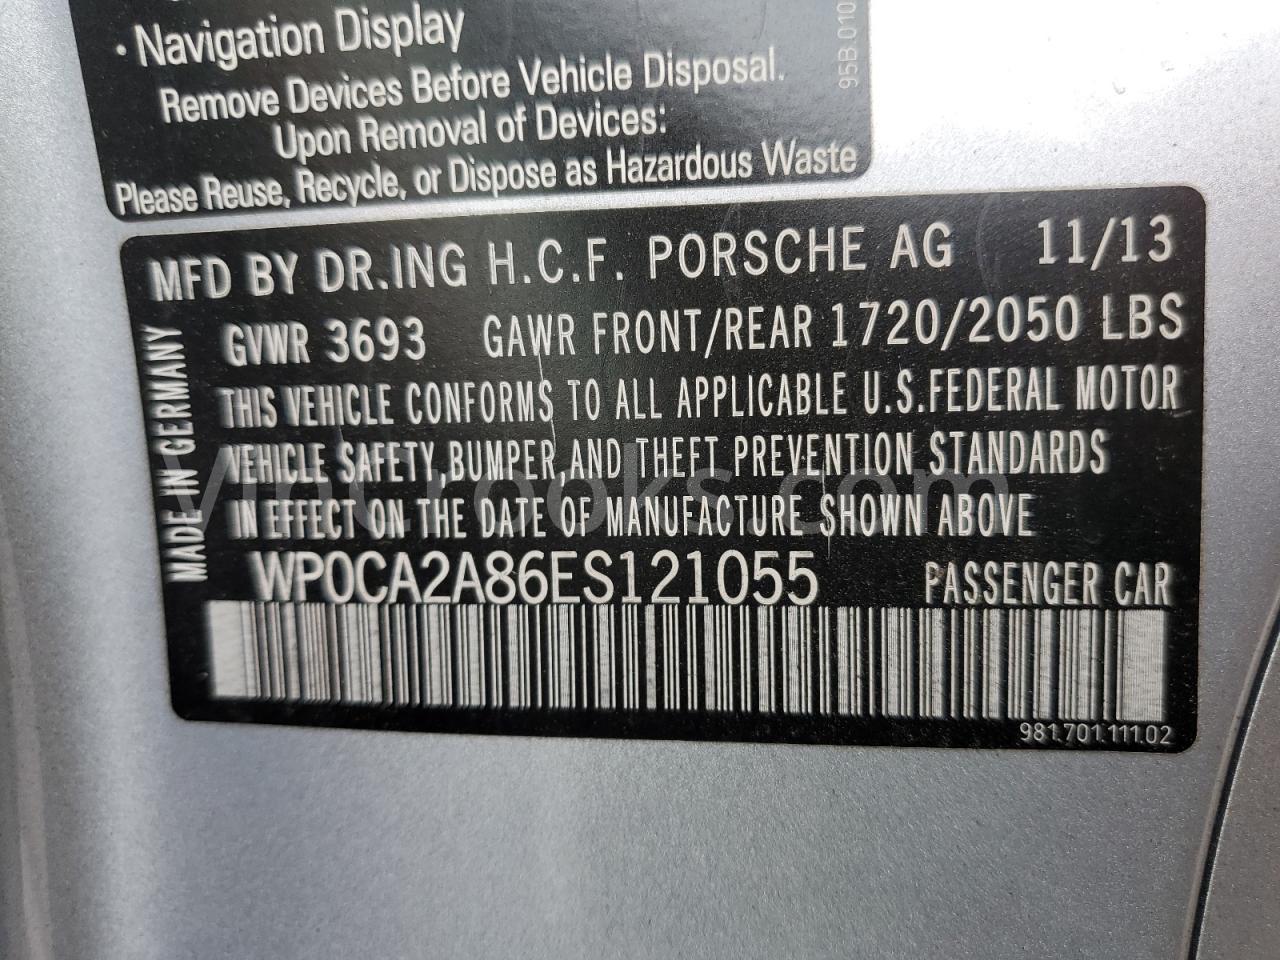 • Navigation Display
Remove Devices Before Vehicle Disposal.
Upon Removal of Devices:
Please Reuse, Recycle, or Dispose as Hazardous Waste
95B.010
MFD BY DR.ING H.C.F. PORSCHE AG 11/13
GVWR 3693 GAWR FRONT/REAR 1720/2050 LBS
THIS VEHICLE CONFORMS TO ALL APPLICABLE U.S.FEDERAL MOTOR
VEHICLE SAFETY,BUMPER,AND THEFT PREVENTION STANDARDS
IN EFFECT ON THE DATE OF MANUFACTURE SHOWN ABOVE
WP0CA2A86ES121055 PASSENGER CAR
MADE IN GERMANY
981.701.111.02
VinCrooks.com